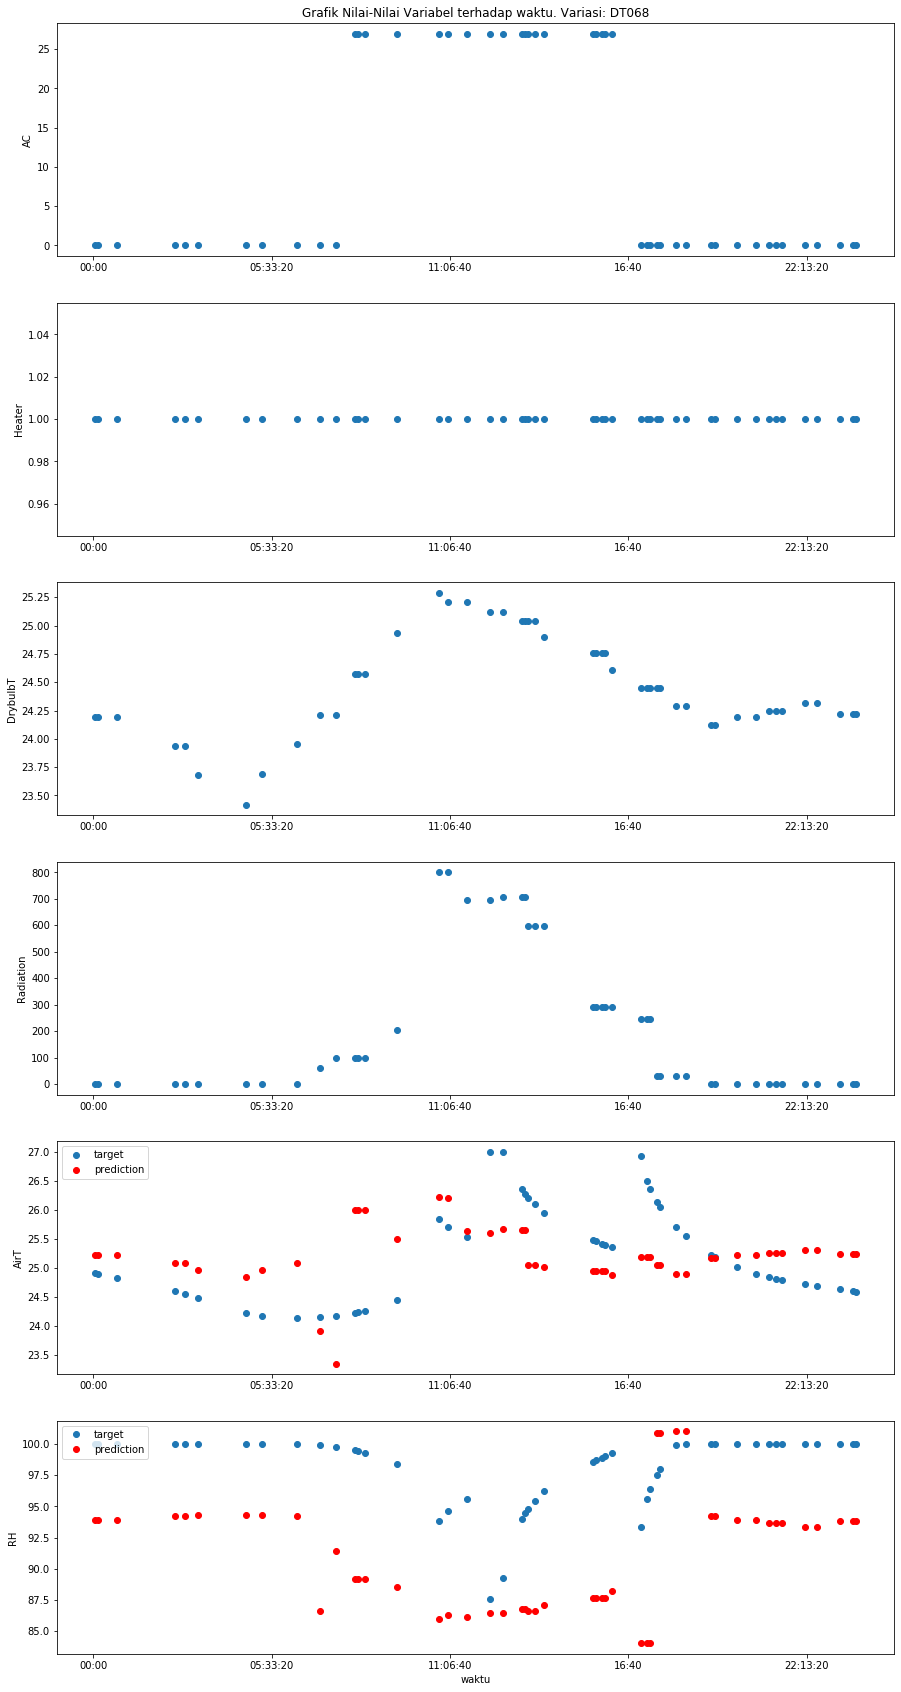 Grafik Nilai-Nilai Variabel terhadap waktu. Variasi: DT068
25
20
15
10
5
0
AC
00:00 05:33:20 11:06:40 16:40 22:13:20
1.04
1.02
1.00
0.98
0.96
Heater
00:00 05:33:20 11:06:40 16:40 22:13:20
25.25
25.00
24.75
24.50
24.25
24.00
23.75
23.50
DrybulbT
00:00 05:33:20 11:06:40 16:40 22:13:20
800
700
600
500
400
300
200
100
0
Radiation
00:00 05:33:20 11:06:40 16:40 22:13:20
target
prediction
27.0
26.5
26.0
25.5
25.0
24.5
24.0
23.5
AirT
00:00 05:33:20 11:06:40 16:40 22:13:20
target
prediction
100.0
97.5
95.0
92.5
90.0
87.5
85.0
RH
00:00 05:33:20 11:06:40 16:40 22:13:20
waktu